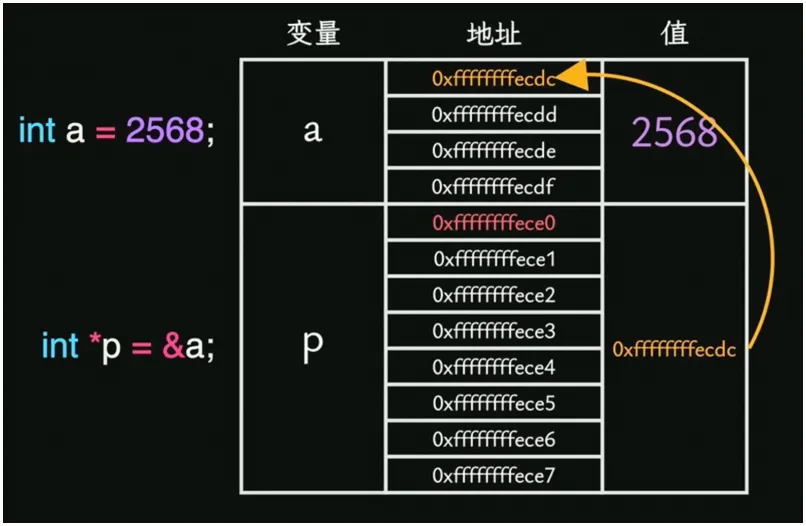 变量 地址 值
int a = 2568;
a
0xffffffffecdc
0xffffffffecdd
0xffffffffecde
0xffffffffecdf
2568
int *p = &a;
p
0xffffffffece0
0xffffffffece1
0xffffffffece2
0xffffffffece3
0xffffffffece4
0xffffffffece5
0xffffffffece6
0xffffffffece7
0xffffffffecdc